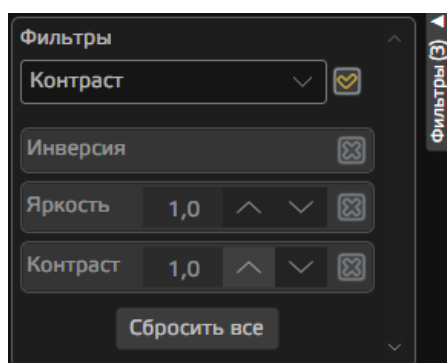 Фильтры
Контраст
Инверсия
Яркость 1,0
Контраст 1,0
Сбросить все
Фильтры (3)